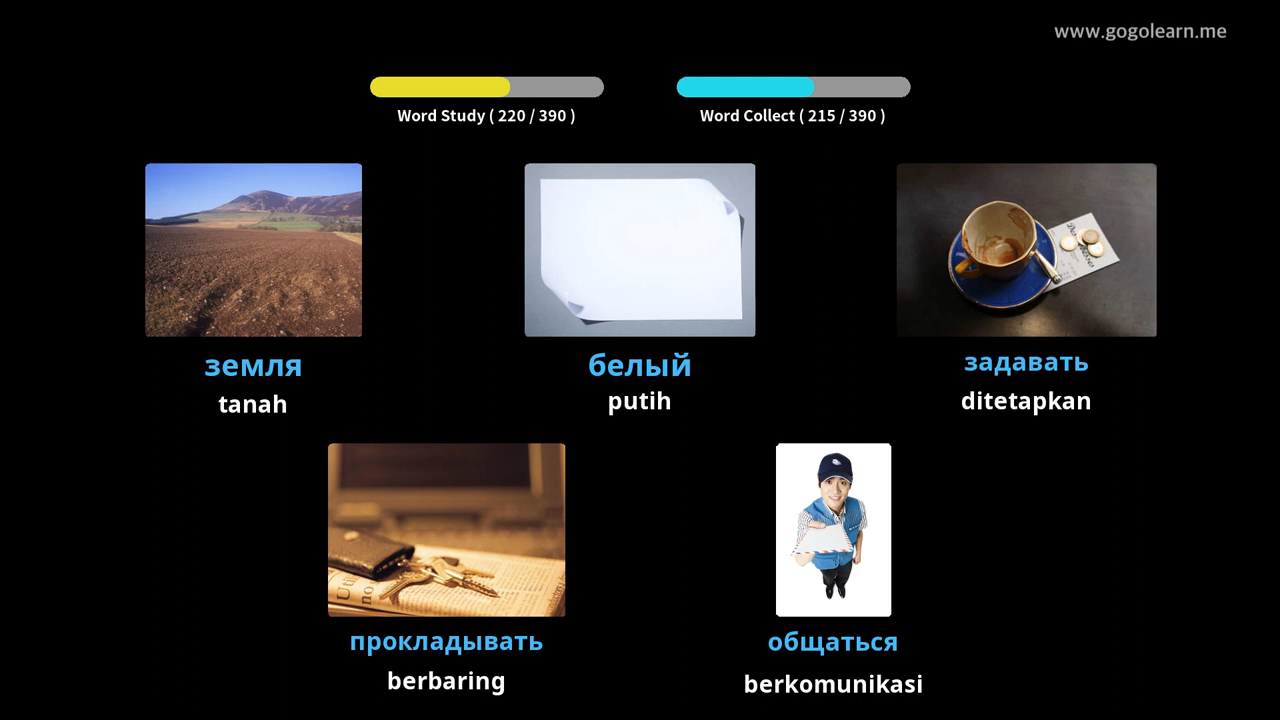 www.gogolearn.me
Word Study ( 220 / 390 )
Word Collect ( 215 / 390 )
земля
tanah
белый
putih
задавать
ditetapkan
прокладывать
berbaring
общаться
berkomunikasi